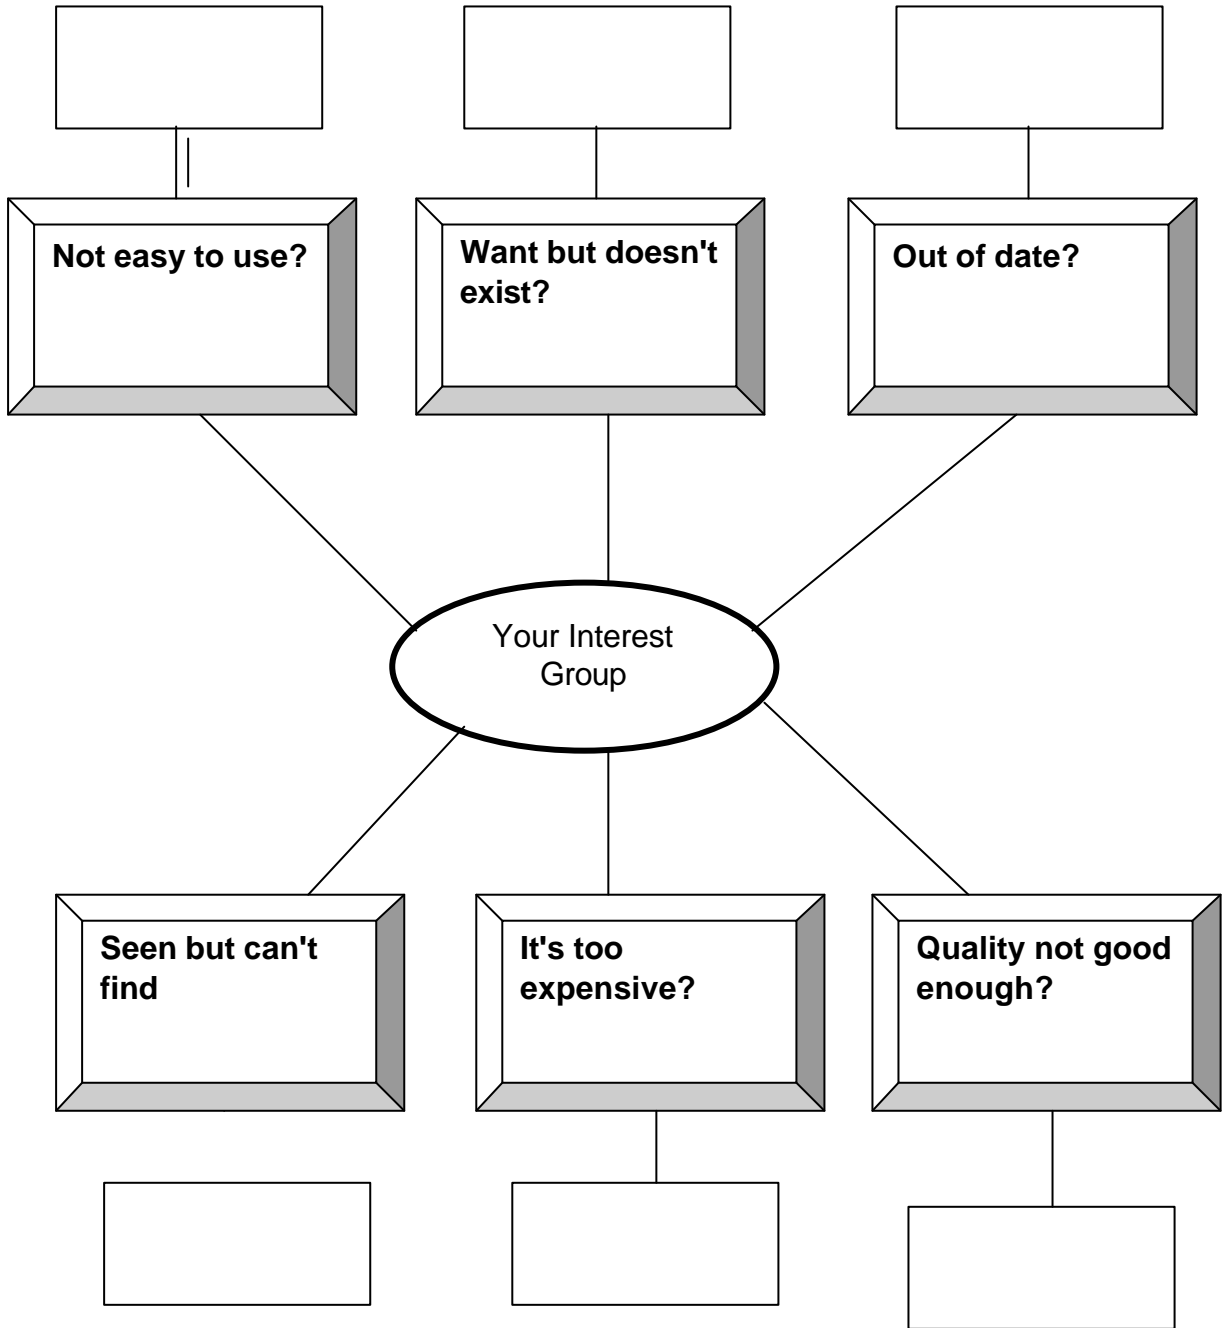 Not easy to use?
Want but doesn't
exist?
Out of date?
Your Interest
Group
Seen but can't
find
It's too
expensive?
Quality not good
enough?